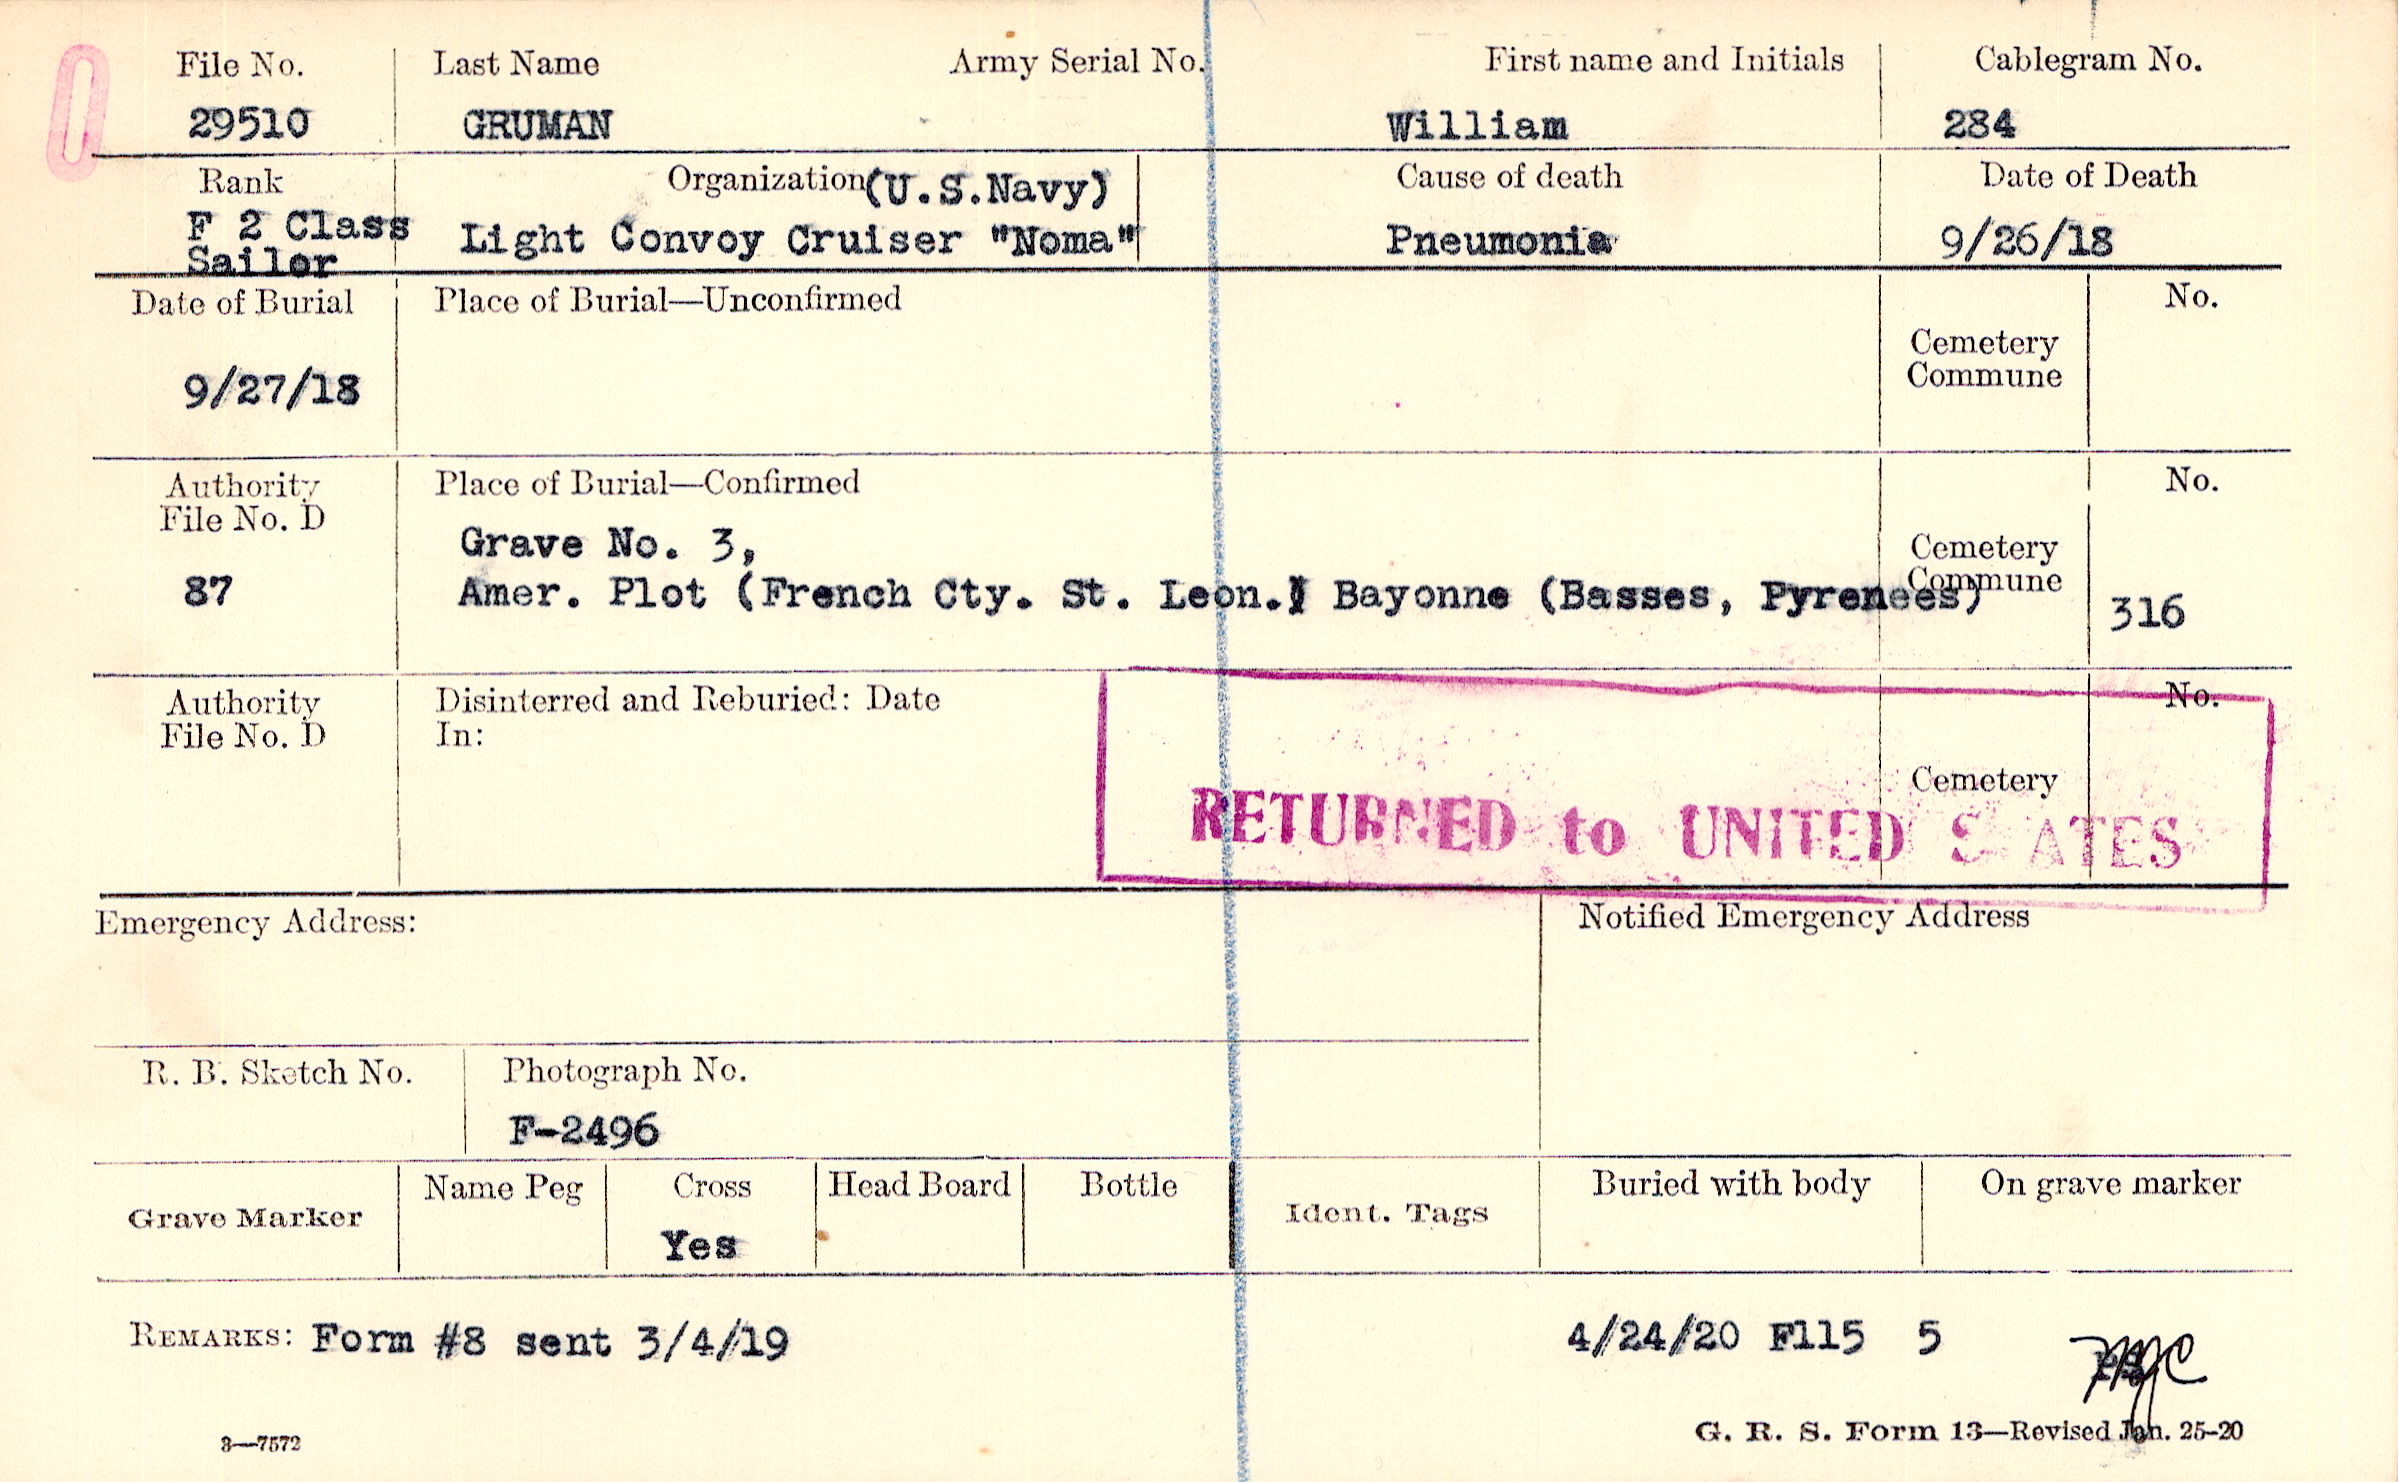 File No. Last Name Army Serial No. First name and Initials Cablegram No.
29510 GRUMAN William 284
Rank Organization (U.S.Navy) Cause of death Date of Death
F 2 Class
Sailor Light Convoy Cruiser "Noma" Pneumonia 9/26/18
Date of Burial Place of Burial—Unconfirmed No.
Cemetery
Commune
9/27/18
Authority Place of Burial—Confirmed No.
File No. D
Grave No. 3, Cemetery
Commune
87 Amer. Plot (French Cty. St. Leon.) Bayonne (Basses, Pyrenees) 316
Authority Disinterred and Reburied: Date No.
File No. D In:
Cemetery
RETURNED to UNITED STATES
Emergency Address: Notified Emergency Address
R. B. Sketch No. Photograph No.
F-2496
Grave Marker Name Peg Cross Head Board Bottle Ident. Tags Buried with body On grave marker
Yes
REMARKS: Form #8 sent 3/4/19 4/24/20 F115 5
3—7572 G. R. S. Form 13—Revised Jan. 25-20